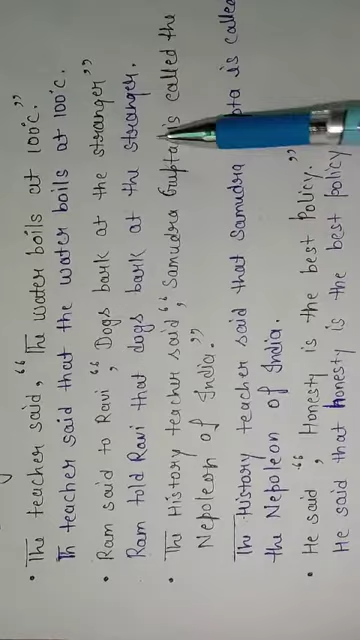 • The teacher said, "The water boils at 100°C."
Th teacher said that the water boils at 100°C.
• Ram said to Ravi, "Dogs bark at the stranger"
Ram told Ravi that dogs bark at the stranger.
• The History teacher said, "Samudra Gupta is called the
Nepoleon of India."
The History teacher said that Samudra is called
the Nepoleon of India.
• He said, "Honesty is the best Policy."
He said that honesty is the best policy